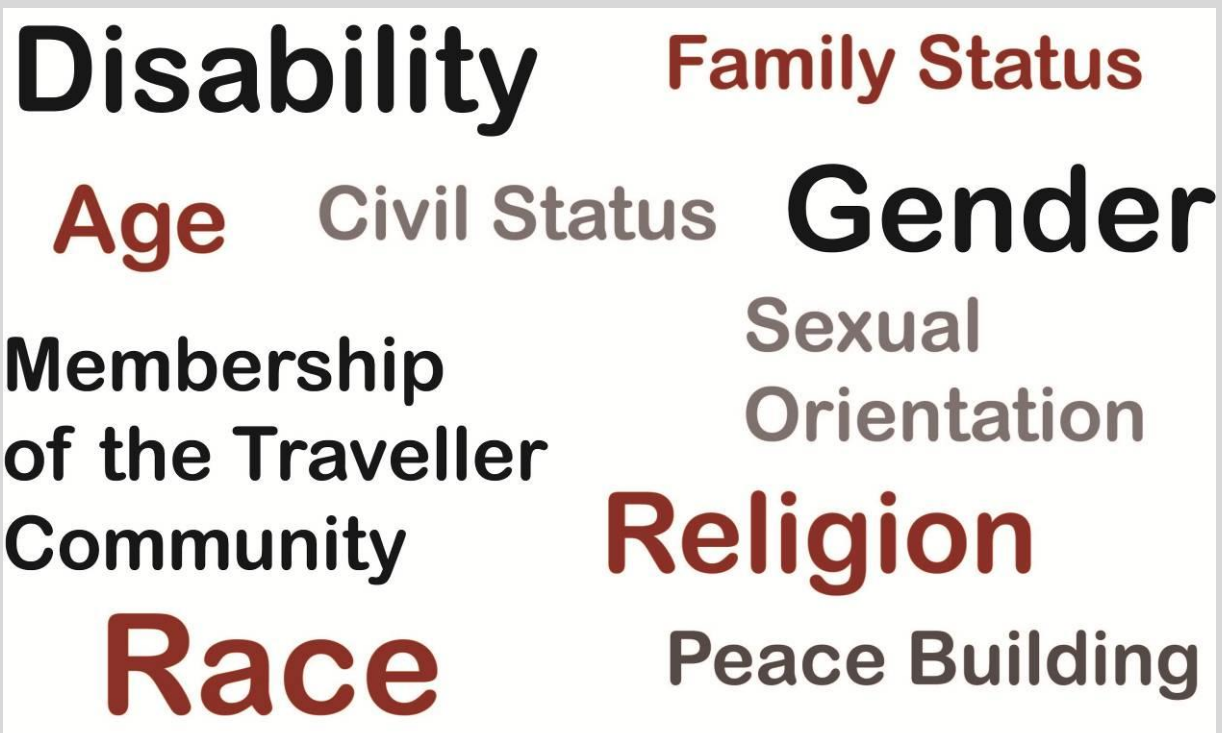 Disability
Family Status
Age
Civil Status
Gender
Membership
of the Traveller
Community
Sexual
Orientation
Religion
Race
Peace Building